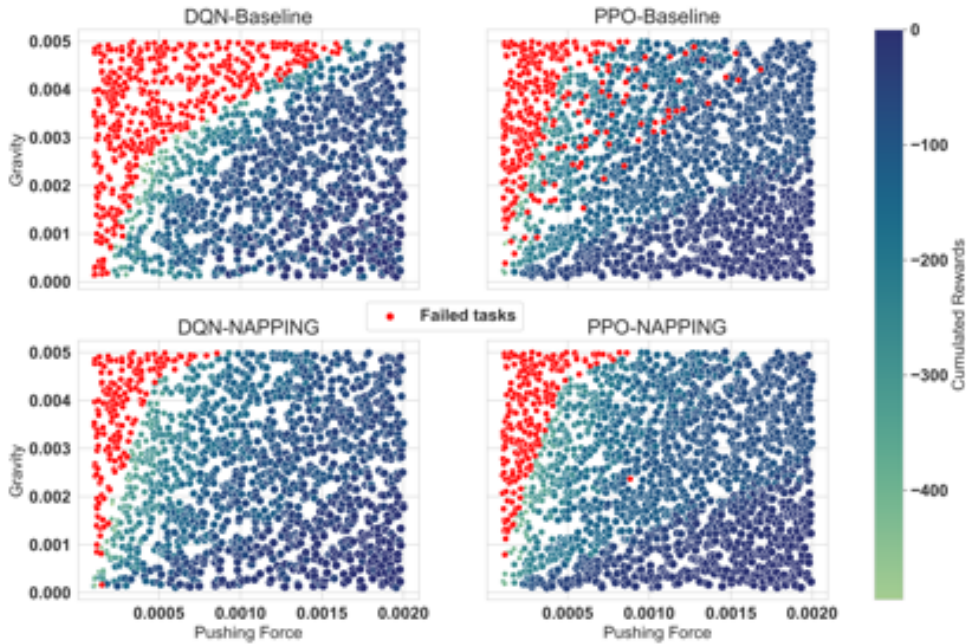 DQN-Baseline
PPO-Baseline
Gravity
0.005
0.004
0.003
0.002
0.001
0.000
Failed tasks
DQN-NAPPING
PPO-NAPPING
Gravity
0.005
0.004
0.003
0.002
0.001
0.000
0.0005 0.0010 0.0015 0.0020
Pushing Force
0.0005 0.0010 0.0015 0.0020
Pushing Force
0
−100
−200
−300
−400
Cumulated Rewards